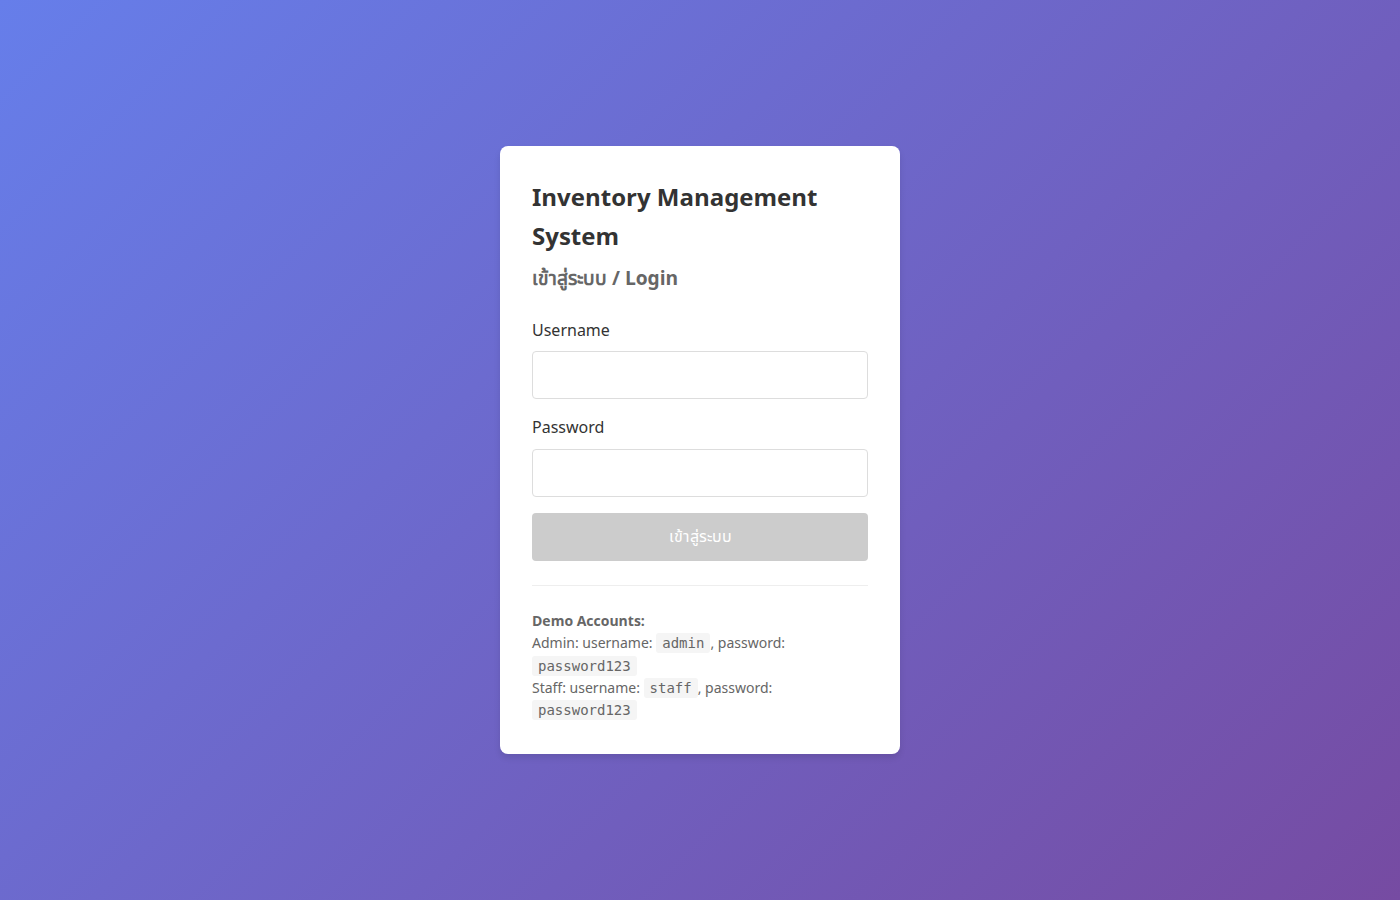 Inventory Management
System
เข้าสู่ระบบ / Login
Username
Password
เข้าสู่ระบบ
Demo Accounts:
Admin: username: admin, password:
password123
Staff: username: staff, password:
password123